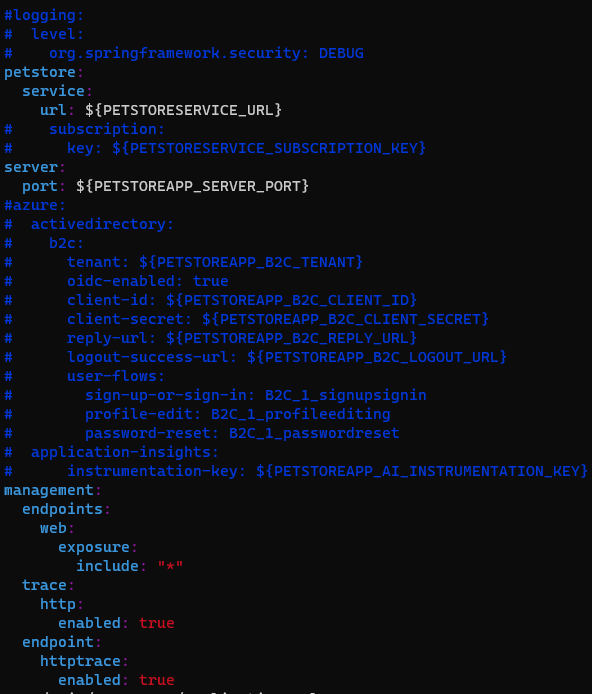 #logging:
#  level:
#    org.springframework.security: DEBUG
petstore:
  service:
    url: ${PETSTORESERVICE_URL}
#    subscription:
#      key: ${PETSTORESERVICE_SUBSCRIPTION_KEY}
server:
  port: ${PETSTOREAPP_SERVER_PORT}
#azure:
#  activedirectory:
#    b2c:
#      tenant: ${PETSTOREAPP_B2C_TENANT}
#      oidc-enabled: true
#      client-id: ${PETSTOREAPP_B2C_CLIENT_ID}
#      client-secret: ${PETSTOREAPP_B2C_CLIENT_SECRET}
#      reply-url: ${PETSTOREAPP_B2C_REPLY_URL}
#      logout-success-url: ${PETSTOREAPP_B2C_LOGOUT_URL}
#      user-flows:
#        sign-up-or-sign-in: B2C_1_signupsignin
#        profile-edit: B2C_1_profileediting
#        password-reset: B2C_1_passwordreset
#  application-insights:
#      instrumentation-key: ${PETSTOREAPP_AI_INSTRUMENTATION_KEY}
management:
  endpoints:
    web:
      exposure:
        include: "*"
  trace:
    http:
      enabled: true
  endpoint:
    httptrace:
      enabled: true